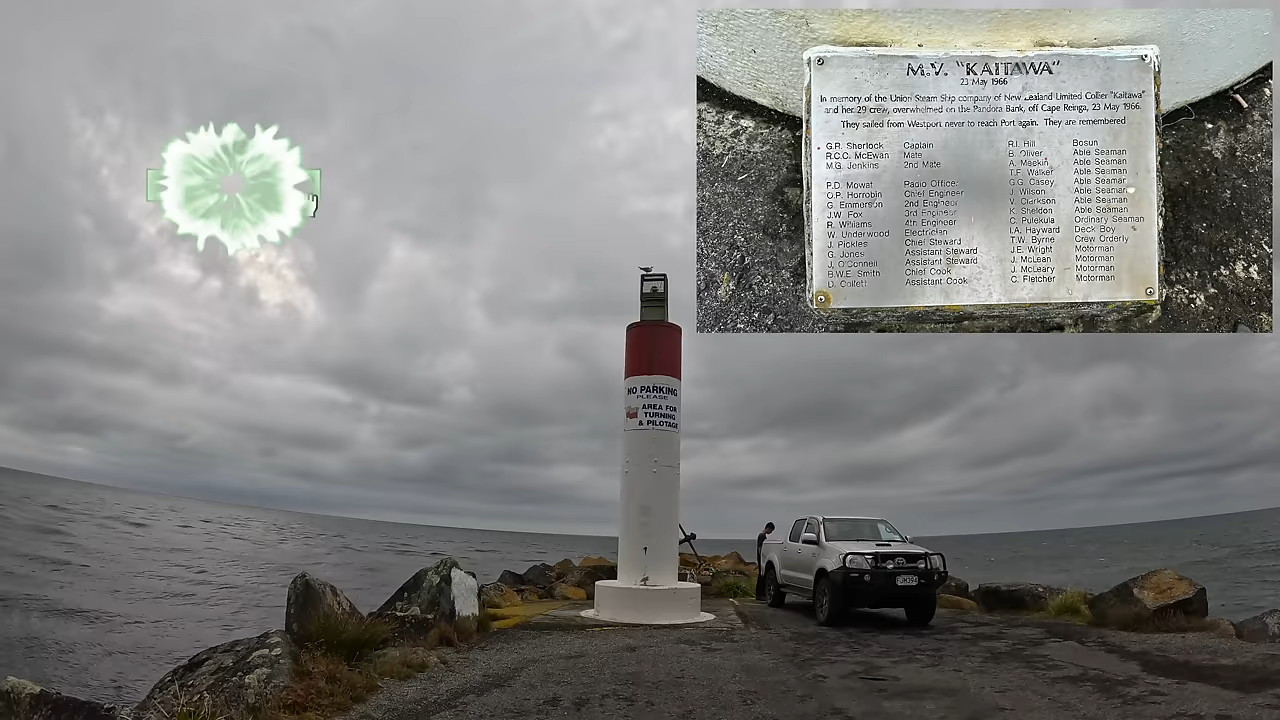 M.V. "KAITAWA"
23 May 1966
In memory of the Union Steam Ship company of New Zealand Limited Collier "Kaitawa"
and her 29 crew, overwhelmed on the Pandora Bank, off Cape Reinga, 23 May 1966.
They sailed from Westport never to reach Port again. They are remembered
G.R. Sherlock Captain
R.C.C. McEwan Mate
M.G. Jenkins 2nd Mate
P.D. Mowat Radio Officer
C.R. Horrobin Chief Engineer
G. Emmerson 2nd Engineer
J.W. Fox 3rd Engineer
R. Williams 4th Engineer
W. Underwood Electrician
J. Pickles Chief Steward
G. Jones Assistant Steward
J. O'Connell Assistant Steward
B.W.E. Smith Chief Cook
D. Collett Assistant Cook
R.I. Hill Bosun
B. Oliver Able Seaman
A. Meekin Able Seaman
T.F. Walker Able Seaman
G.G. Casey Able Seaman
J. Wilson Able Seaman
V. Clarkson Able Seaman
K. Sheldon Able Seaman
C. Pulekula Ordinary Seaman
I.A. Hayward Deck Boy
T.W. Byrne Crew Orderly
J.E. Wright Motorman
J. McLean Motorman
J. McLeary Motorman
C. Fletcher Motorman
NO PARKING
PLEASE
AREA FOR
TURNING
& PILOTAGE
FJH394